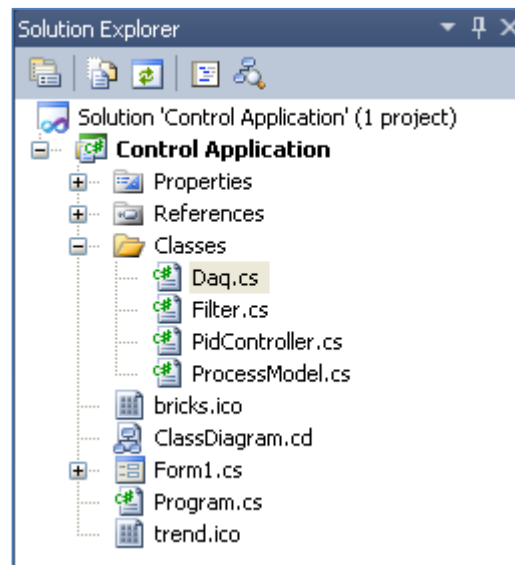 Solution Explorer
Solution 'Control Application' (1 project)
Control Application
Properties
References
Classes
Daq.cs
Filter.cs
PidController.cs
ProcessModel.cs
bricks.ico
ClassDiagram.cd
Form1.cs
Program.cs
trend.ico